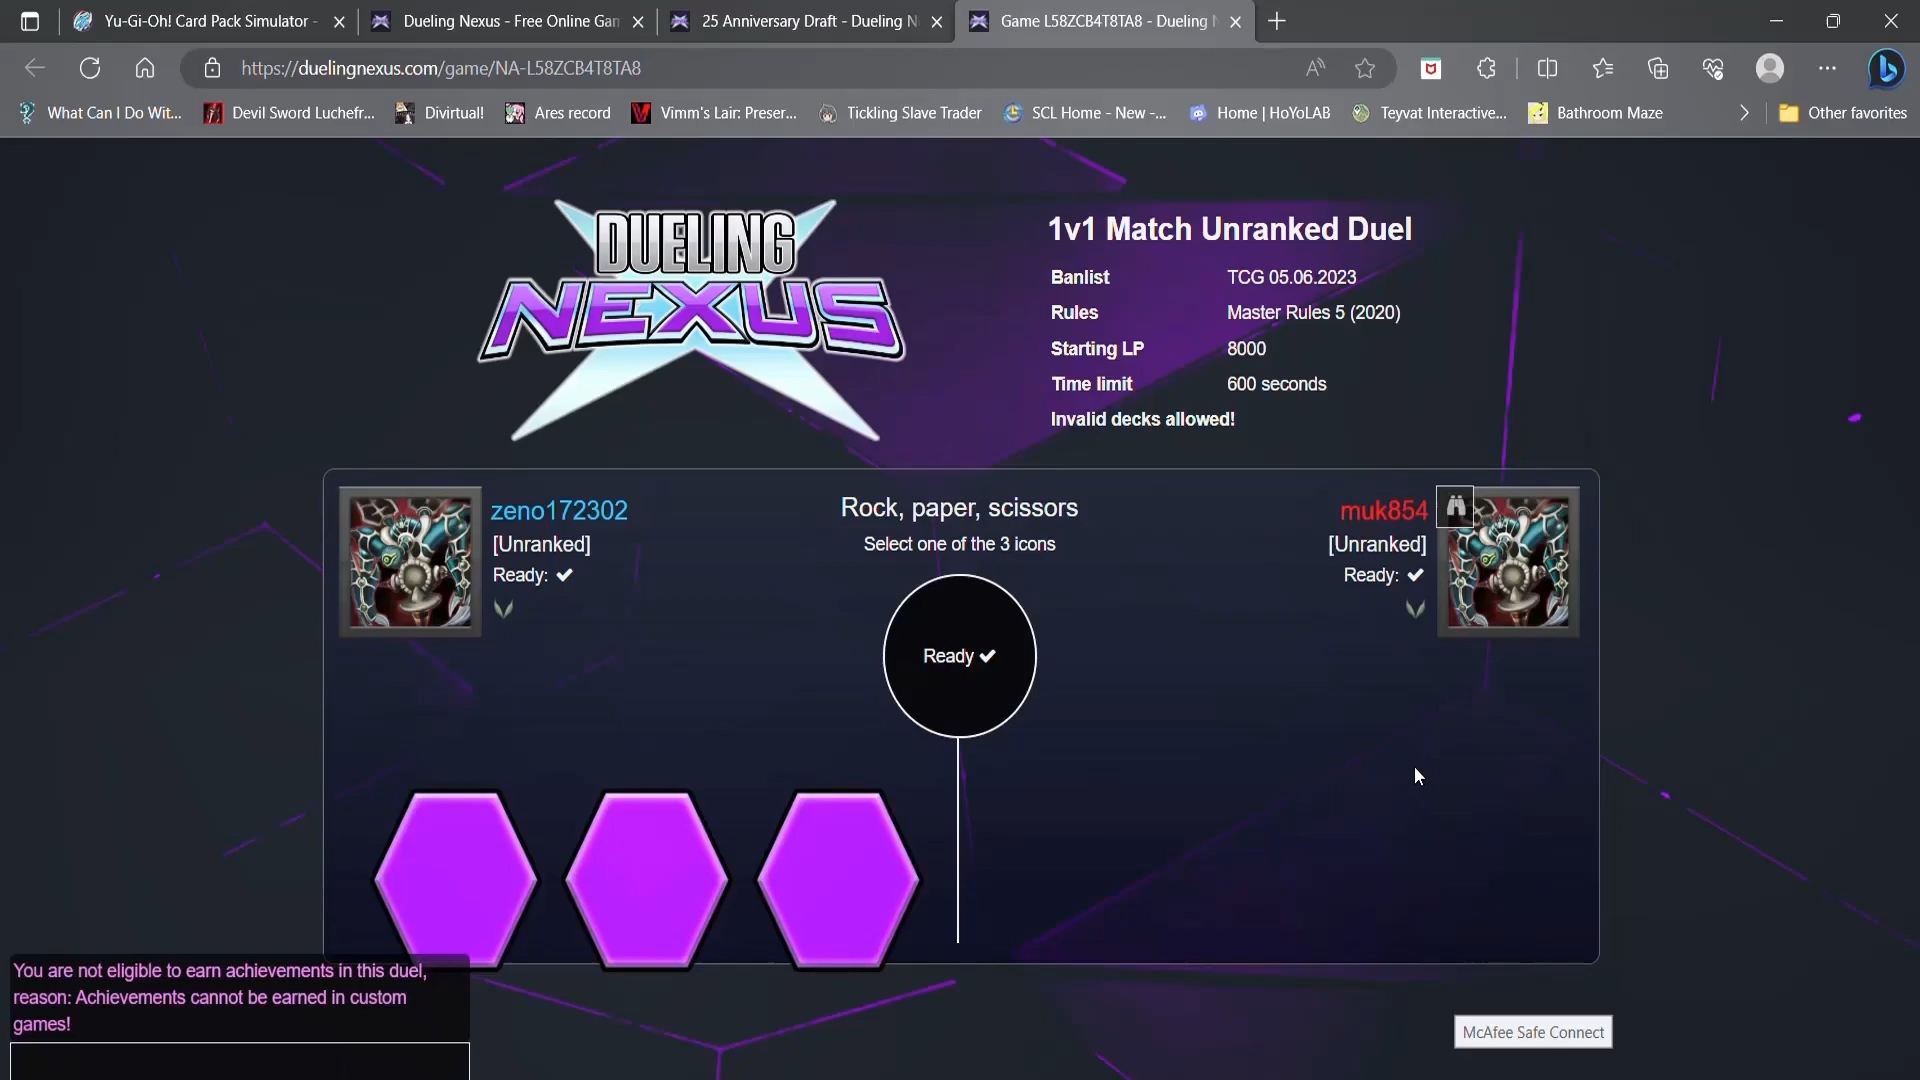 Yu-Gi-Oh! Card Pack Simulator -
Dueling Nexus - Free Online Gan
25 Anniversary Draft - Dueling N
Game L58ZCB4T8TA8 - Dueling N
https://duelingnexus.com/game/NA-L58ZCB4T8TA8
What Can I Do Wit...
Devil Sword Luchefr...
Divirtual!
Ares record
Vimm's Lair: Preser...
Tickling Slave Trader
SCL Home - New -...
Home | HoYoLAB
Teyvat Interactive...
Bathroom Maze
Other favorites
DUELING
NEXUS
1v1 Match Unranked Duel
Banlist TCG 05.06.2023
Rules Master Rules 5 (2020)
Starting LP 8000
Time limit 600 seconds
Invalid decks allowed!
zeno172302
[Unranked]
Ready:
Rock, paper, scissors
Select one of the 3 icons
Ready
muk854
[Unranked]
Ready:
You are not eligible to earn achievements in this duel,
reason: Achievements cannot be earned in custom
games!
McAfee Safe Connect